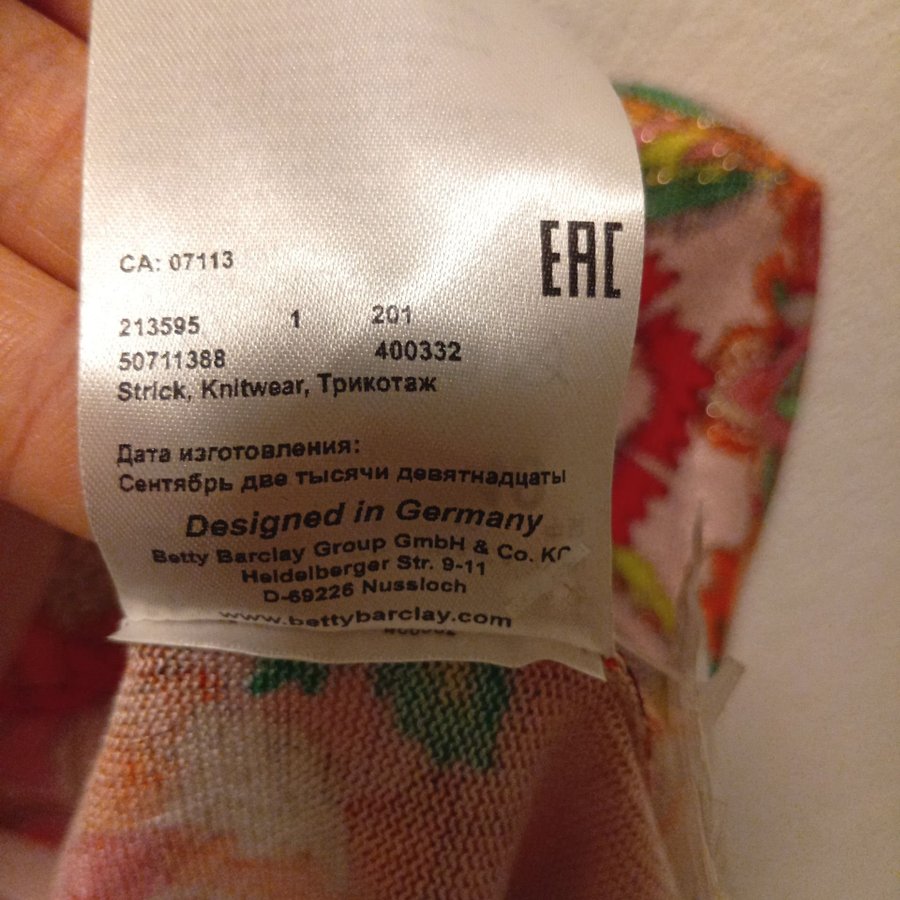 EAC
CA: 07113
213595 1 201
50711388 400332
Strick, Knitwear, Трикотаж
Дата изготовления:
Сентябрь две тысячи девятнадцаты
Designed in Germany
Betty Barclay Group GmbH & Co. KG
Heidelberger Str. 9-11
D-69226 Nussloch
www.bettybarclay.com